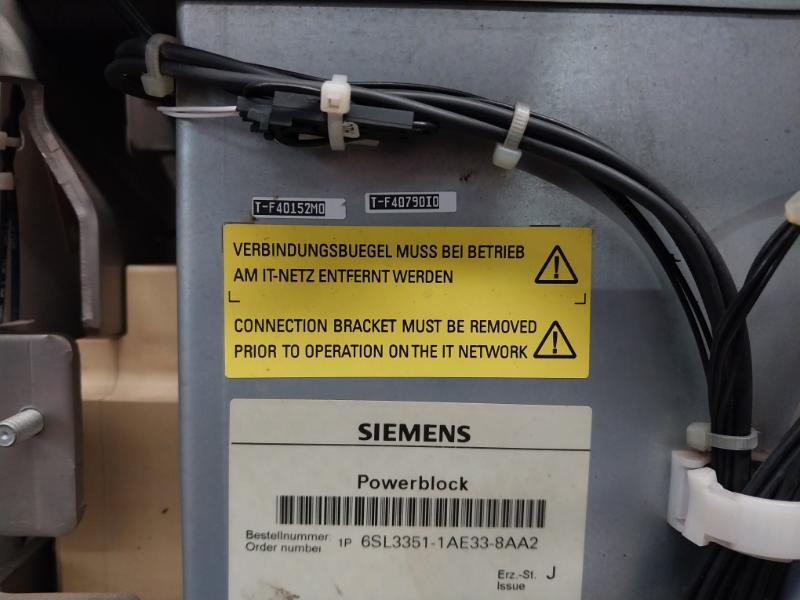 T-F40152M0
T-F40790I0
VERBINDUNGSBUEGEL MUSS BEI BETRIEB
AM IT-NETZ ENTFERNT WERDEN
CONNECTION BRACKET MUST BE REMOVED
PRIOR TO OPERATION ON THE IT NETWORK
SIEMENS
Powerblock
Bestellnummer
Order number 1P 6SL3351-1AE33-8AA2
Erz.-St. J
Issue